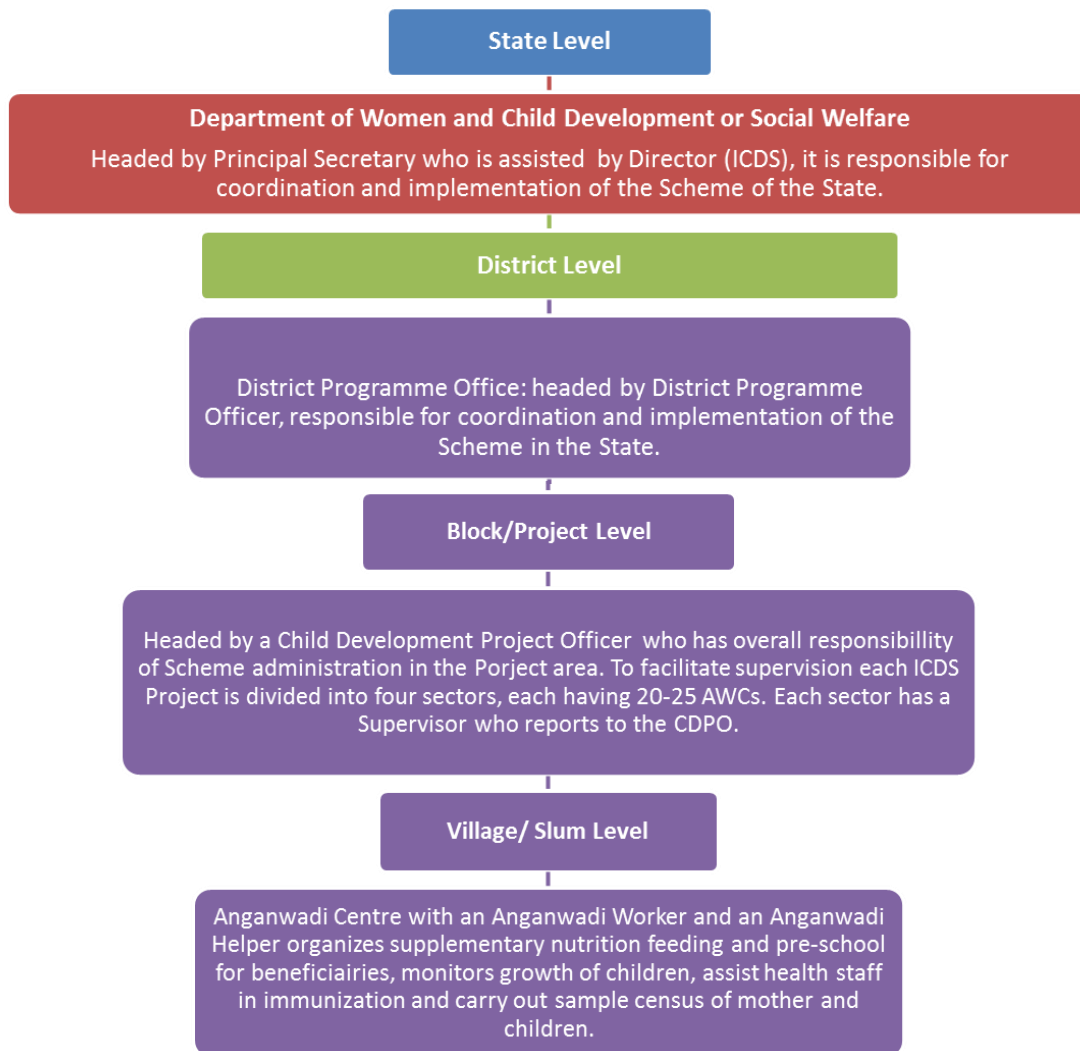 State Level
Department of Women and Child Development or Social Welfare
Headed by Principal Secretary who is assisted by Director (ICDS), it is responsible for
coordination and implementation of the Scheme of the State.
District Level
District Programme Office: headed by District Programme
Officer, responsible for coordination and implementation of the
Scheme in the State.
Block/Project Level
Headed by a Child Development Project Officer who has overall responsibillity
of Scheme administration in the Porject area. To facilitate supervision each ICDS
Project is divided into four sectors, each having 20-25 AWCs. Each sector has a
Supervisor who reports to the CDPO.
Village/ Slum Level
Anganwadi Centre with an Anganwadi Worker and an Anganwadi
Helper organizes supplementary nutrition feeding and pre-school
for beneficiairies, monitors growth of children, assist health staff
in immunization and carry out sample census of mother and
children.